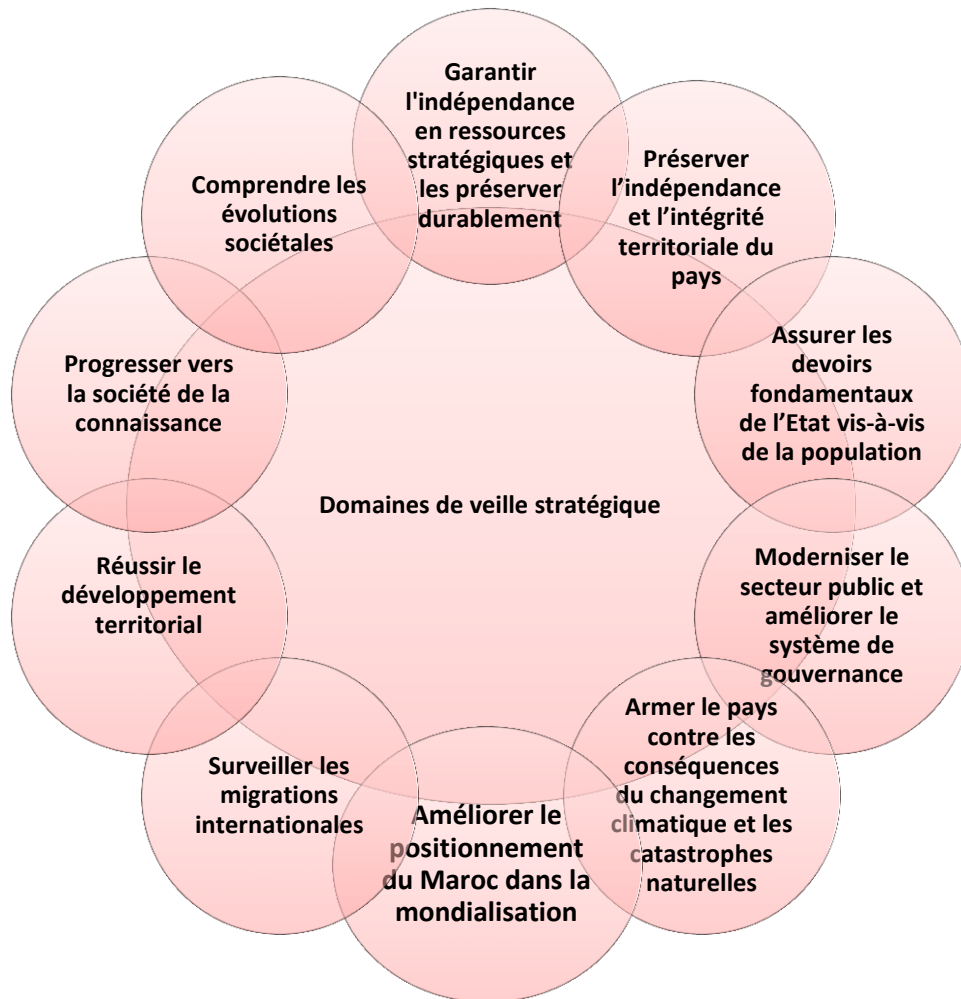 Garantir
l'indépendance
en ressources
stratégiques et
les préserver
durablement
Préserver
l’indépendance
et l’intégrité
territoriale du
pays
Assurer les
devoirs
fondamentaux
de l’Etat vis-à-vis
de la population
Moderniser le
secteur public et
améliorer le
système de
gouvernance
Armer le pays
contre les
conséquences
du changement
climatique et les
catastrophes
naturelles
Améliorer le
positionnement
du Maroc dans la
mondialisation
Surveiller les
migrations
internationales
Réussir le
développement
territorial
Progresser vers
la société de la
connaissance
Comprendre les
évolutions
sociétales
Domaines de veille stratégique